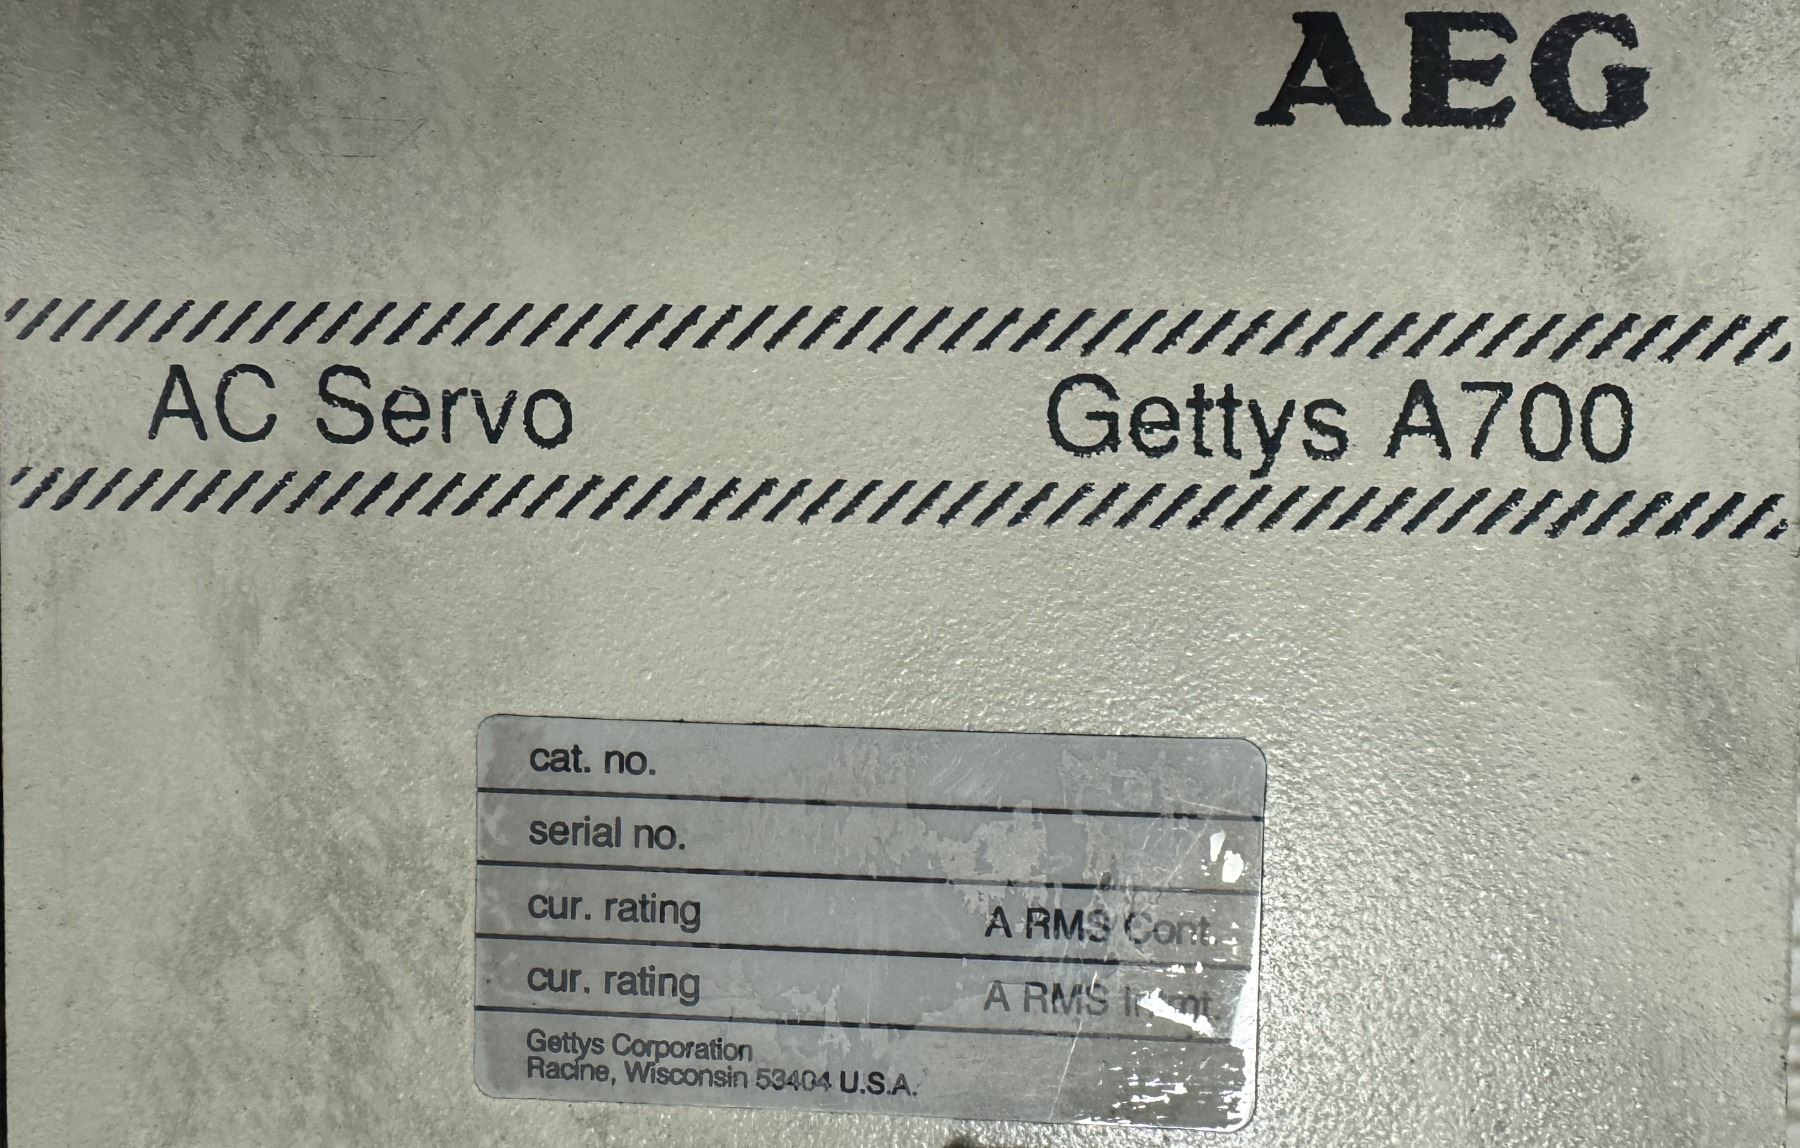 AEG
AC Servo Gettys A700
cat. no.
serial no.
cur. rating A RMS Cont.
cur. rating A RMS
Gettys Corporation
Racine, Wisconsin 53404 U.S.A.